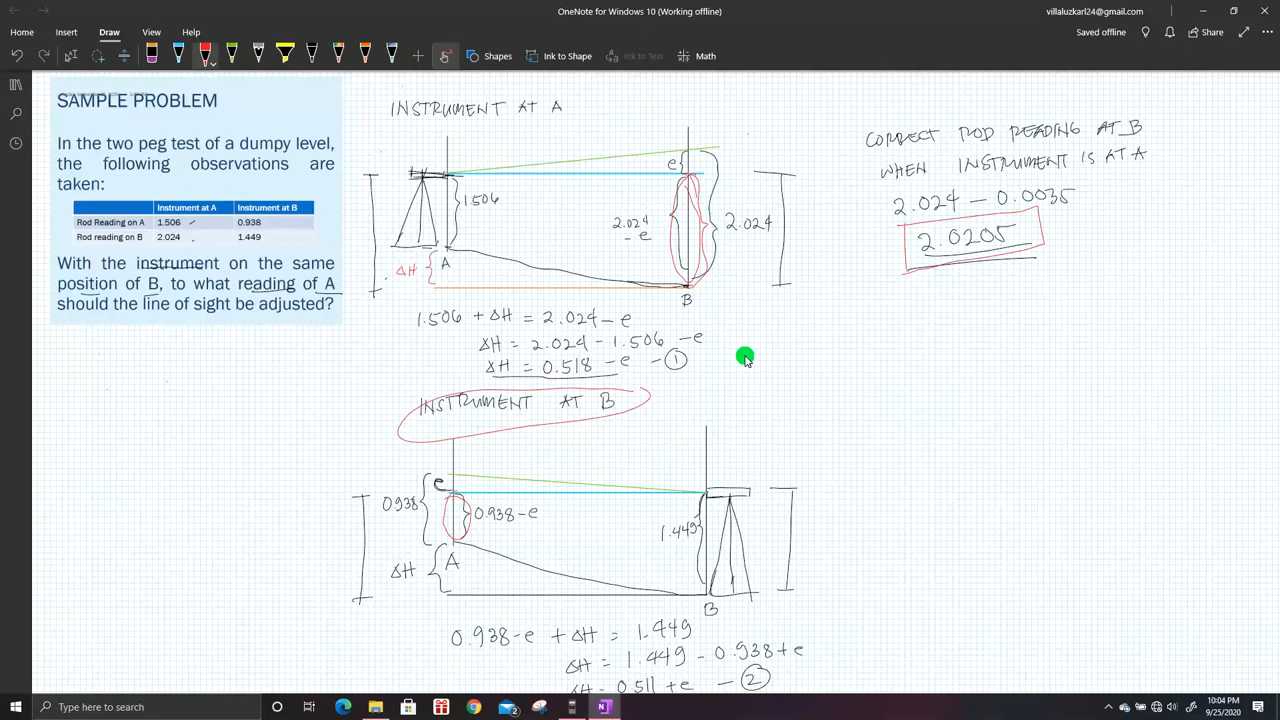 OneNote for Windows 10 (Working offline)
villaluzkarl24@gmail.com
Home
Insert
Draw
View
Help
Saved offline
Share
Shapes
Ink to Shape
Ink to Text
Math
SAMPLE PROBLEM
In the two peg test of a dumpy level,
the following observations are
taken:
Instrument at A Instrument at B
Rod Reading on A 1.506 0.938
Rod reading on B 2.024 1.449
With the instrument on the same
position of B, to what reading of A
should the line of sight be adjusted?
INSTRUMENT AT A
e
1.506
2.024
- e
2.024
ΔH
A
B
1.506 + ΔH = 2.024 - e
ΔH = 2.024 - 1.506 - e
ΔH = 0.518 - e - 1
CORRECT ROD READING AT B
WHEN INSTRUMENT IS AT A
2.024 - 0.0035
2.0205
INSTRUMENT AT B
e
0.938
0.938-e
1.449
ΔH
A
B
0.938-e + ΔH = 1.449
ΔH = 1.449 - 0.938+e
ΔH = 0.511 +e - 2
Type here to search
2
10:04 PM
9/25/2020